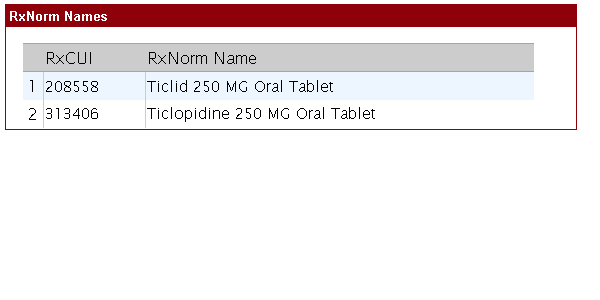 RxNorm Names
RxCUI RxNorm Name
1 208558 Ticlid 250 MG Oral Tablet
2 313406 Ticlopidine 250 MG Oral Tablet